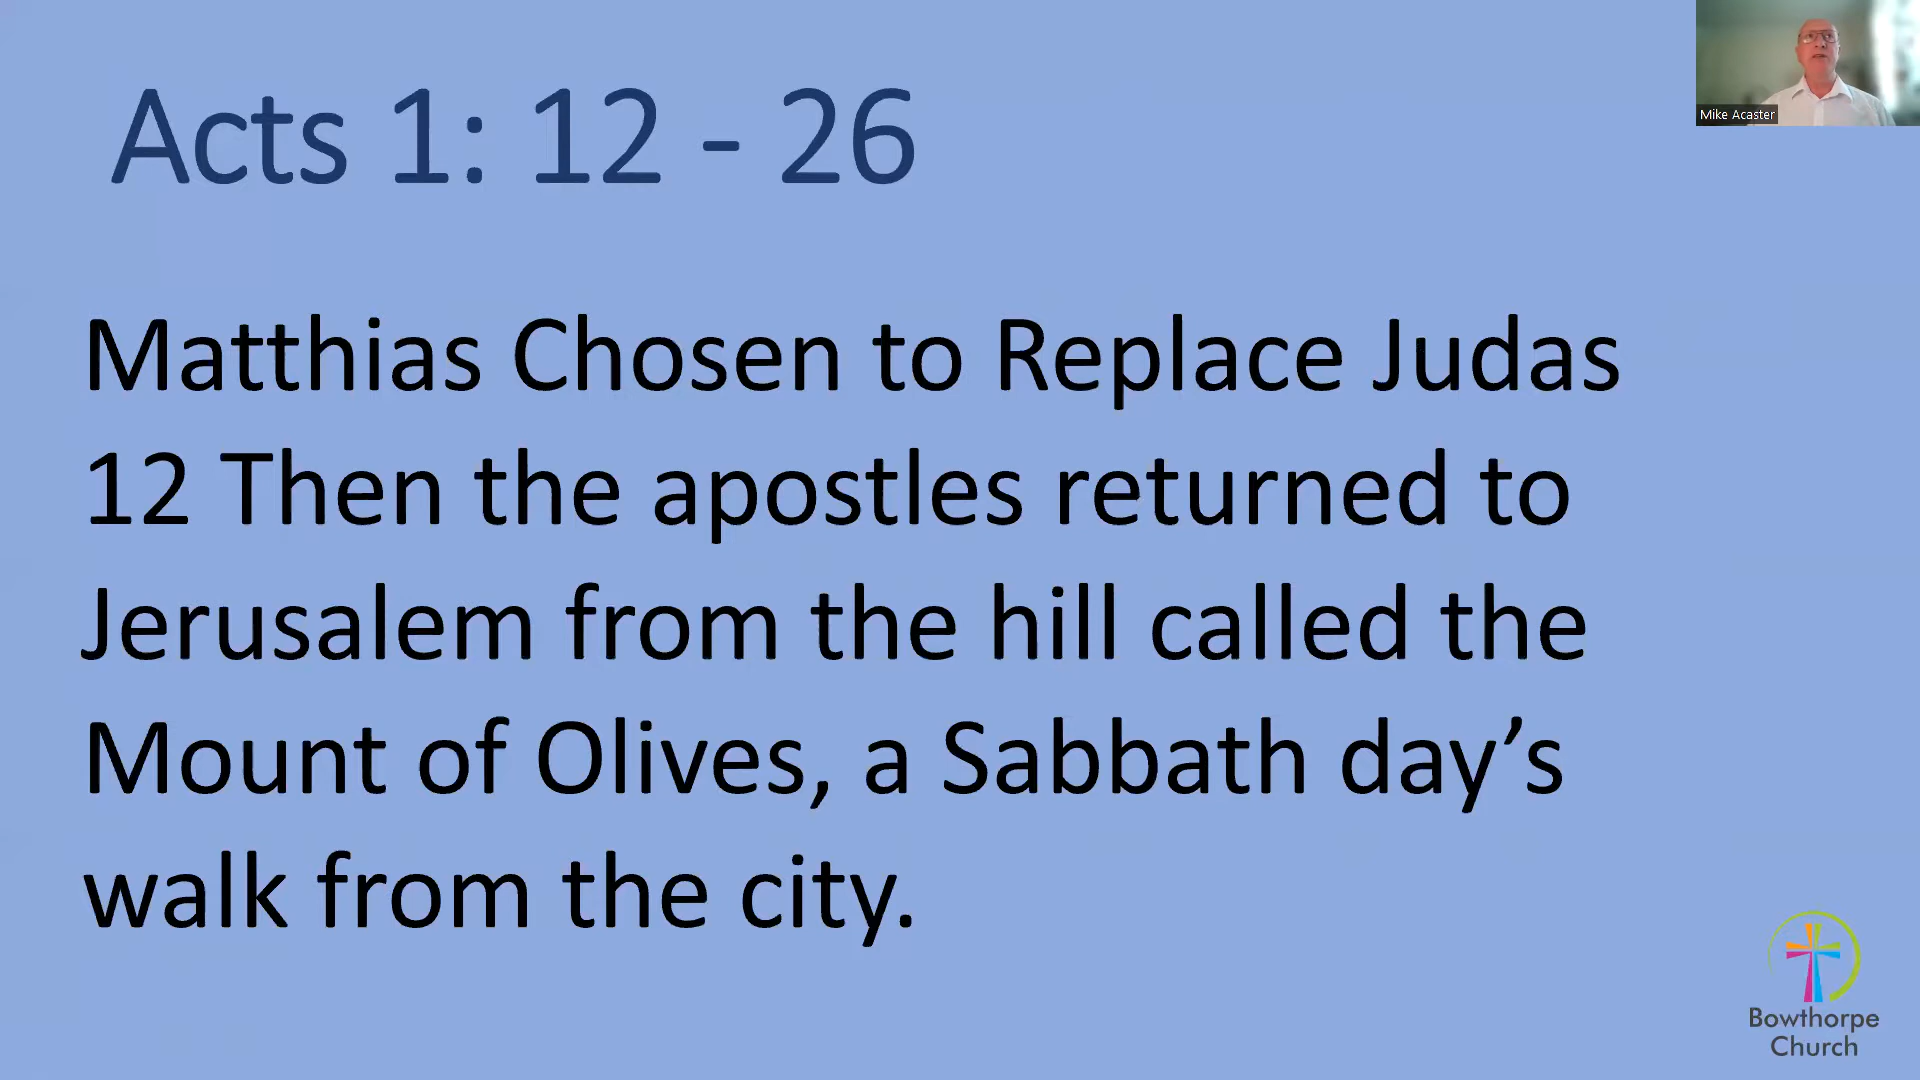 Acts 1: 12 - 26
Mike Acaster
Matthias Chosen to Replace Judas
12 Then the apostles returned to
Jerusalem from the hill called the
Mount of Olives, a Sabbath day’s
walk from the city.
Bowthorpe
Church